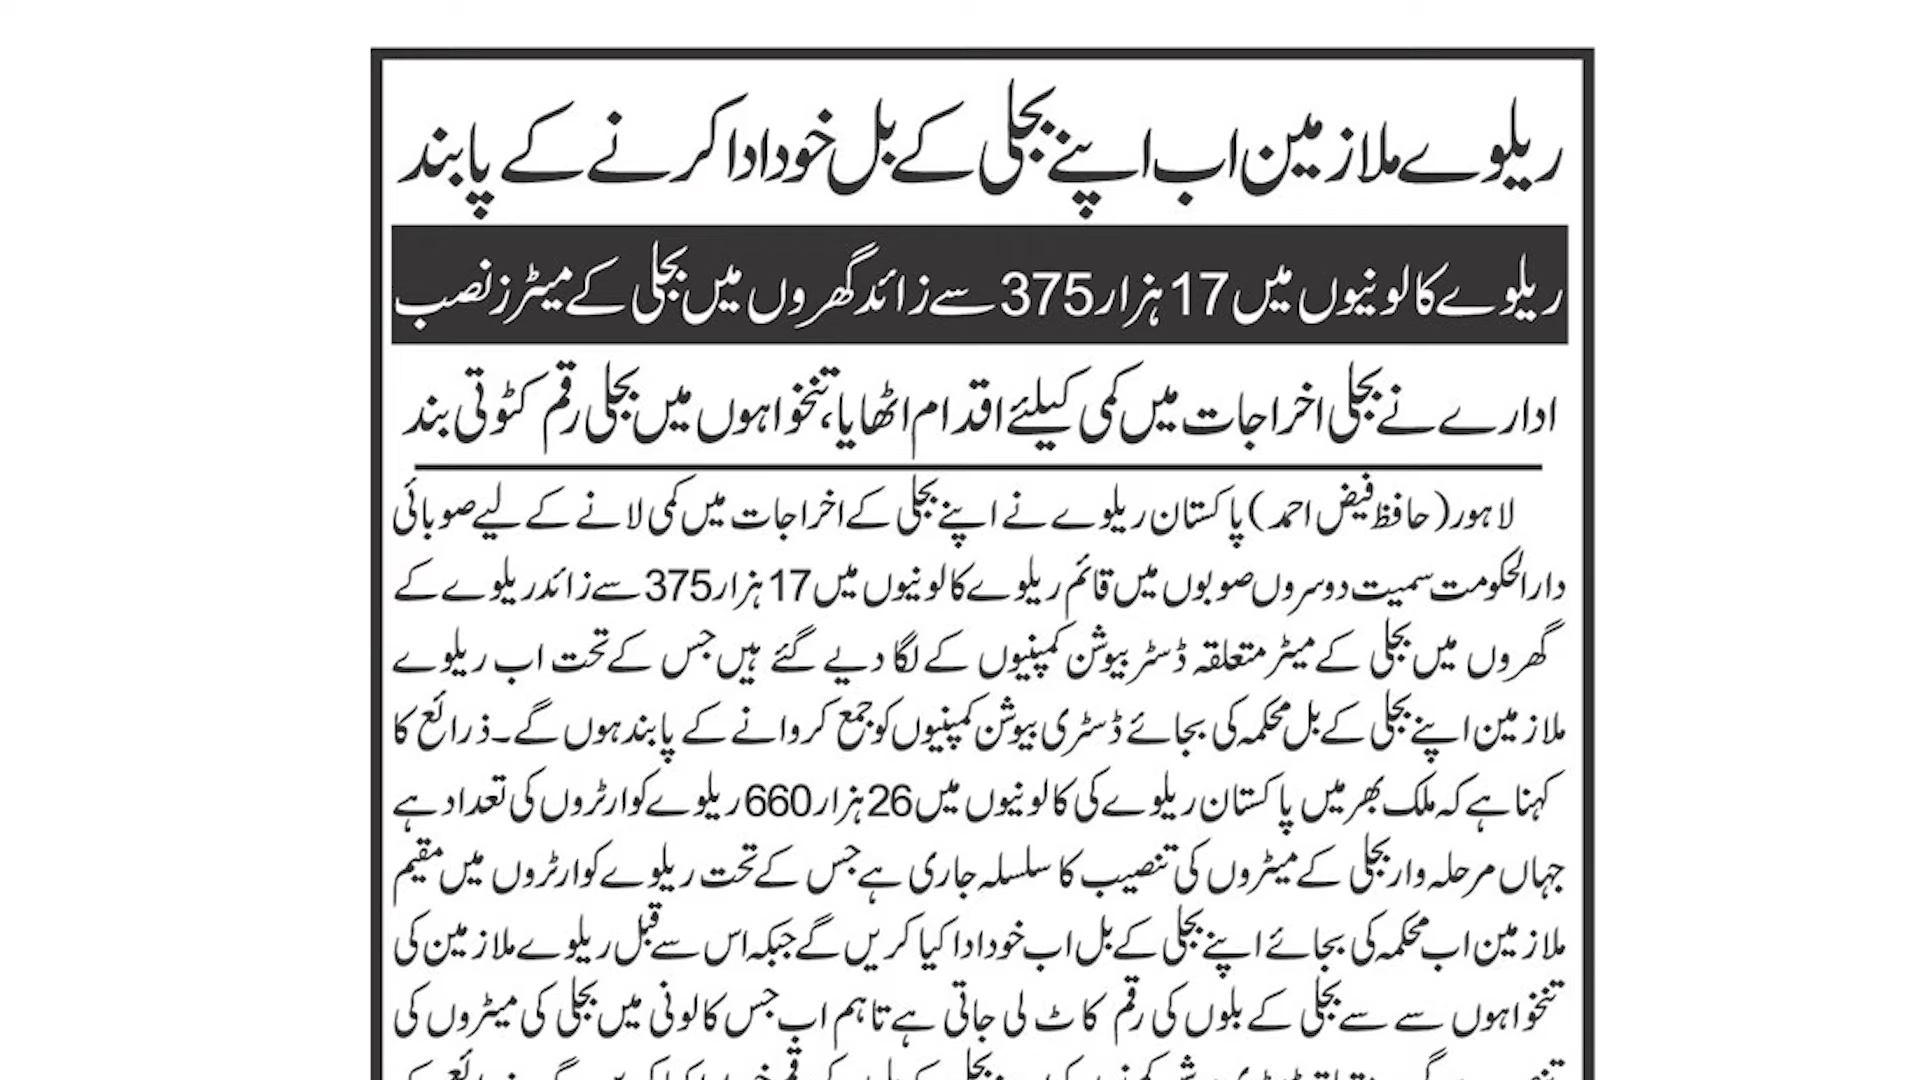 ریلوے ملازمین اب اپنے بجلی کے بل خود ادا کرنے کے پابند
ریلوے کالونیوں میں 17 ہزار 375 سے زائد گھروں میں بجلی کے میٹرز نصب
ادارے نے بجلی اخراجات میں کمی کیلئے اقدام اٹھایا، تنخواہوں میں بجلی رقم کٹوتی بند
لاہور (حافظ فیض احمد) پاکستان ریلوے نے اپنے بجلی کے اخراجات میں کمی لانے کے لیے صوبائی
دارالحکومت سمیت دوسروں صوبوں میں قائم ریلوے کالونیوں میں 17 ہزار 375 سے زائد ریلوے کے
گھروں میں بجلی کے میٹر متعلقہ ڈسٹر بیوشن کمپنیوں کے لگا دیے گئے ہیں جس کے تحت اب ریلوے
ملازمین اپنے بجلی کے بل محکمہ کی بجائے ڈسٹری بیوشن کمپنیوں کو جمع کروانے کے پابند ہوں گے۔ ذرائع کا
کہنا ہے کہ ملک بھر میں پاکستان ریلوے کی کالونیوں میں 26 ہزار 660 ریلوے کوارٹروں کی تعداد ہے
جہاں مرحلہ وار بجلی کے میٹروں کی تنصیب کا سلسلہ جاری ہے جس کے تحت ریلوے کوارٹروں میں مقیم
ملازمین اب محکمہ کی بجائے اپنے بجلی کے بل اب خود ادا کیا کریں گے جبکہ اس سے قبل ریلوے ملازمین کی
تنخواہوں سے سے بجلی کے بلوں کی رقم کاٹ لی جاتی ہے تاہم اب جس کالونی میں بجلی کی میٹروں کی